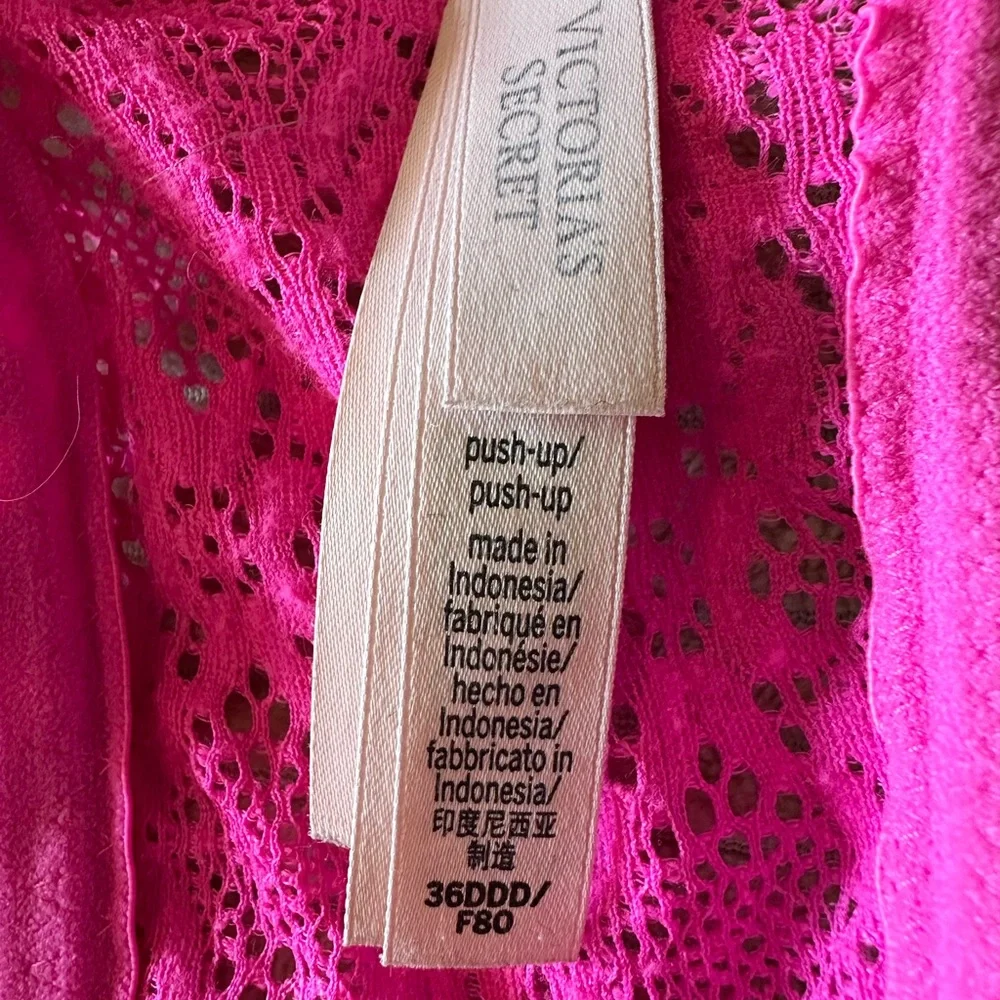 VICTORIA'S
SECRET
push-up/
push-up
made in
Indonesia/
fabriqué en
Indonésie/
hecho en
Indonesia/
fabbricato in
Indonesia/
印度尼西亚
制造
36DDD/
F80